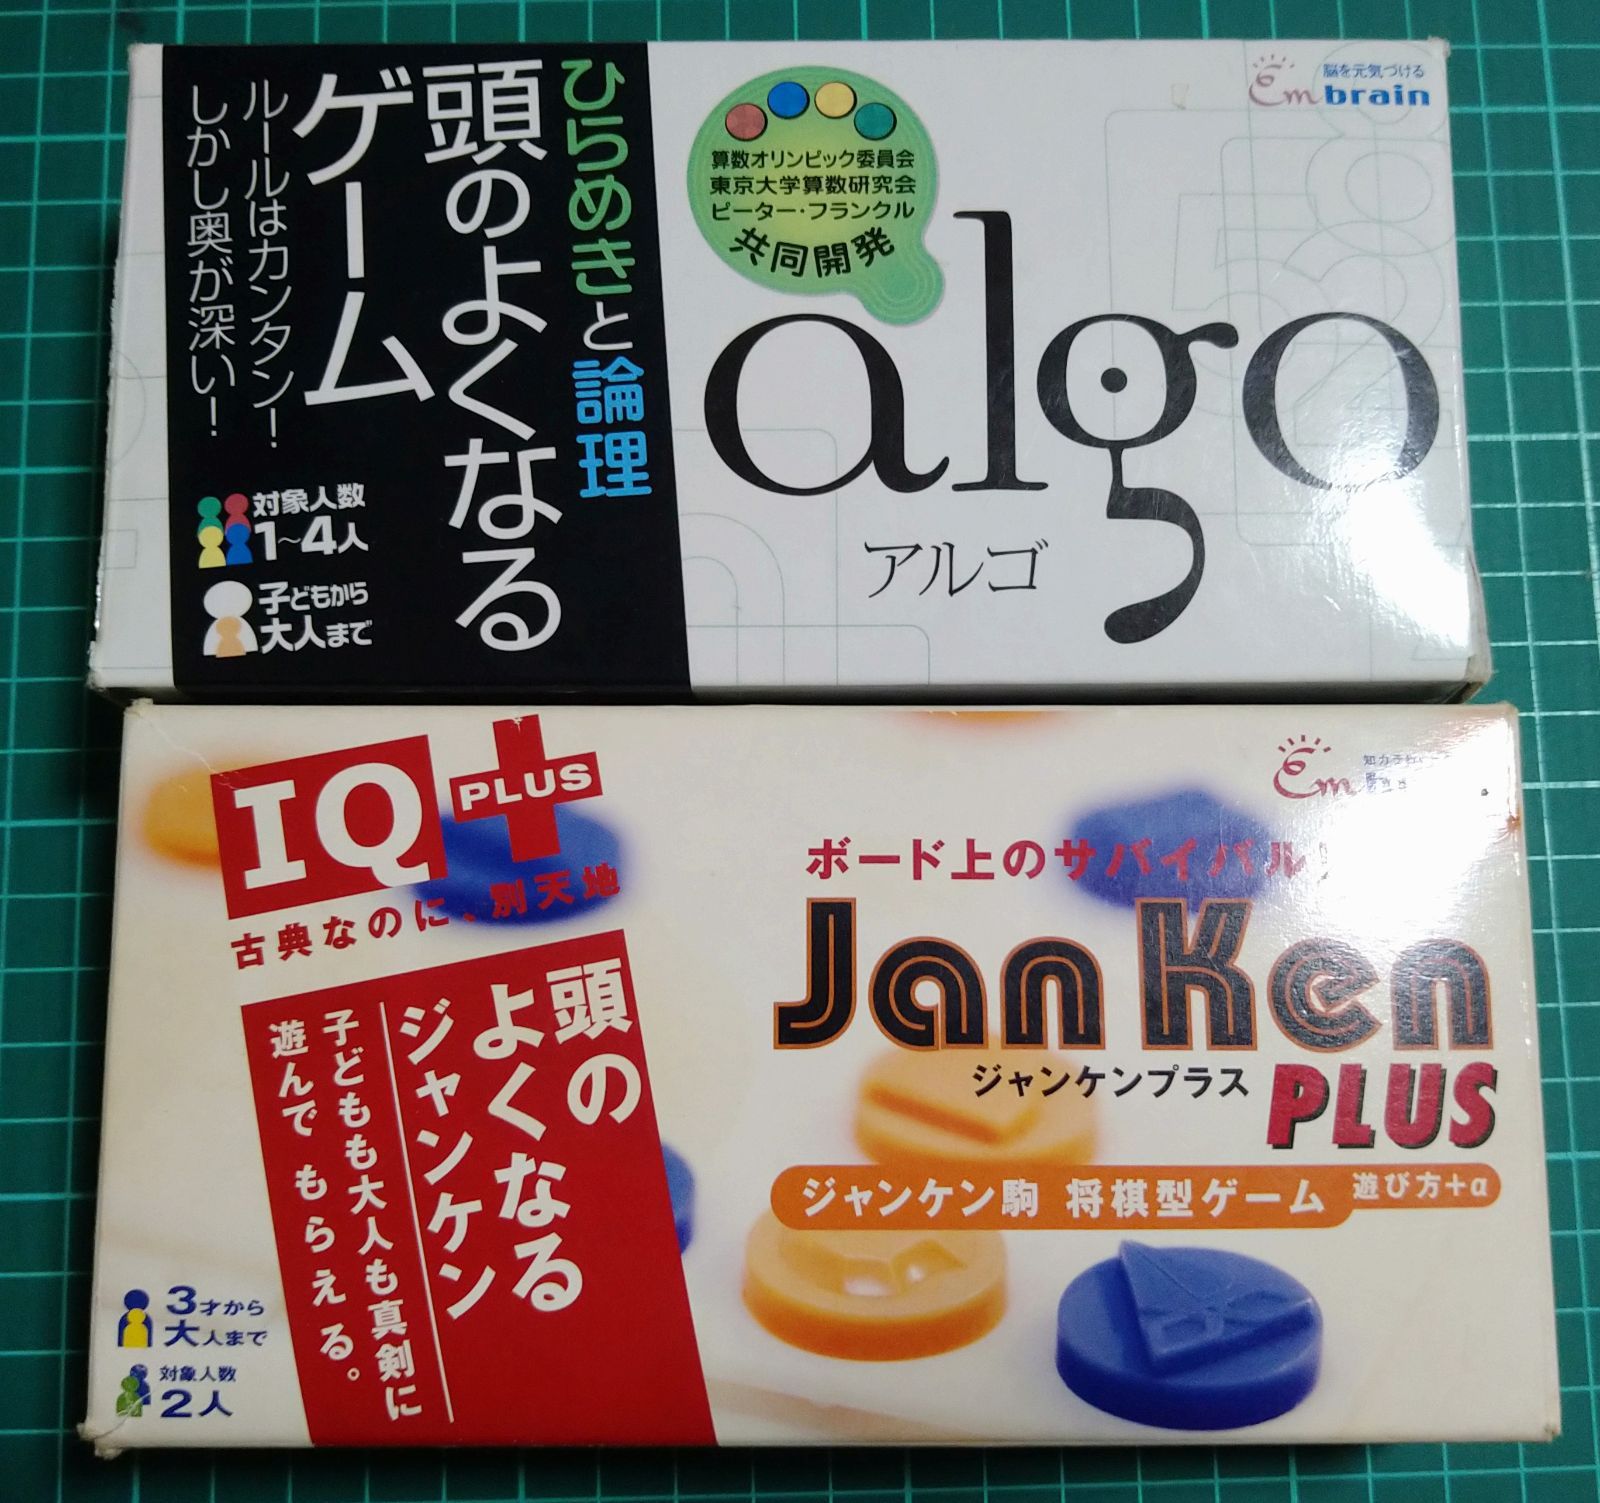 ひらめきと論理
頭のよくなる
ゲーム
ルールはカンタン!
しかし奥が深い!
対象人数
1~4人
子どもから
大人まで
算数オリンピック委員会
東京大学算数研究会
ピーター・フランクル
共同開発
algo
アルゴ
脳を元気づける
Em brain
IQ
PLUS
古典なのに、別天地
頭の
よくなる
ジャンケン
子どもも大人も真剣に
遊んで もらえる。
3才から
大人まで
対象人数
2人
Em
ボード上のサバイバル!
JanKen
ジャンケンプラス
PLUS
ジャンケン駒 将棋型ゲーム 遊び方+α